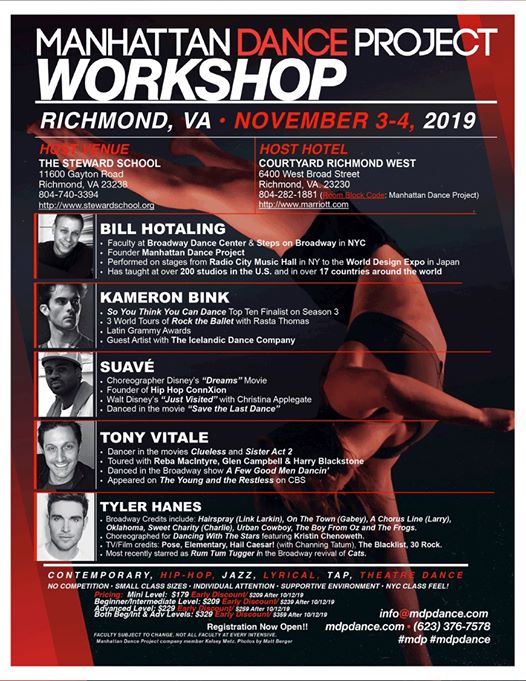 MANHATTAN DANCE PROJECT
WORKSHOP
RICHMOND, VA • NOVEMBER 3-4, 2019
HOST VENUE
THE STEWARD SCHOOL
11600 Gayton Road
Richmond, VA 23238
804-740-3394
http://www.stewardschool.org
HOST HOTEL
COURTYARD RICHMOND WEST
6400 West Broad Street
Richmond, VA. 23230
804-282-1881 (Room Block Code: Manhattan Dance Project)
http://www.marriott.com
BILL HOTALING
• Faculty at Broadway Dance Center & Steps on Broadway in NYC
• Founder Manhattan Dance Project
• Performed on stages from Radio City Music Hall in NY to the World Design Expo in Japan
• Has taught at over 200 studios in the U.S. and in over 17 countries around the world
KAMERON BINK
• So You Think You Can Dance Top Ten Finalist on Season 3
• 3 World Tours of Rock the Ballet with Rasta Thomas
• Latin Grammy Awards
• Guest Artist with The Icelandic Dance Company
SUAVÉ
• Choreographer Disney's "Dreams" Movie
• Founder of Hip Hop ConnXion
• Walt Disney's "Just Visited" with Christina Applegate
• Danced in the movie "Save the Last Dance"
TONY VITALE
• Dancer in the movies Clueless and Sister Act 2
• Toured with Reba MacIntyre, Glen Campbell & Harry Blackstone
• Danced in the Broadway show A Few Good Men Dancin'
• Appeared on The Young and the Restless on CBS
TYLER HANES
• Broadway Credits include: Hairspray (Link Larkin), On The Town (Gabey), A Chorus Line (Larry),
Oklahoma, Sweet Charity (Charlie), Urban Cowboy, The Boy From Oz and The Frogs.
• Choreographed for Dancing With The Stars featuring Kristin Chenoweth.
• TV/Film credits: Pose, Elementary, Hail Caesar! (with Channing Tatum), The Blacklist, 30 Rock.
• Most recently starred as Rum Tum Tugger in the Broadway revival of Cats.
CONTEMPORARY, HIP-HOP, JAZZ, LYRICAL, TAP, THEATRE DANCE
NO COMPETITION • SMALL CLASS SIZES • INDIVIDUAL ATTENTION • SUPPORTIVE ENVIRONMENT • NYC CLASS FEEL!
Pricing: Mini Level: $179 Early Discount/ $209 After 10/12/19
Beginner/Intermediate Level: $209 Early Discount/ $239 After 10/12/19
Advanced Level: $229 Early Discount/ $259 After 10/12/19
Both Beg/Int & Adv Levels: $329 Early Discount/ $359 After 10/12/19
Registration Now Open!!
info@mdpdance.com
mdpdance.com • (623) 376-7578
#mdp #mdpdance
FACULTY SUBJECT TO CHANGE. NOT ALL FACULTY AT EVERY INTENSIVE.
Manhattan Dance Project company member Kelsey Metz. Photos by Matt Berger